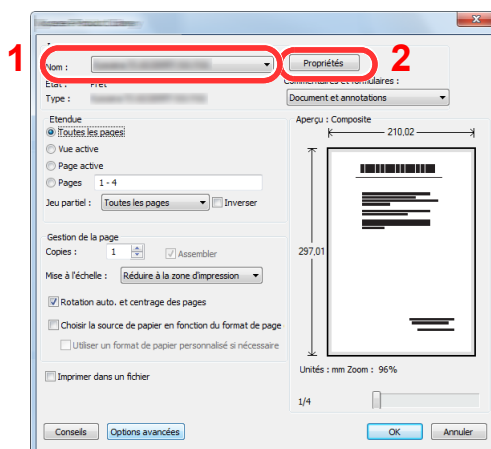 1
2
Nom :
Propriétés
Commentaires et formulaires :
Etat : Prêt
Type :
Document et annotations
Etendue
Toutes les pages
Vue active
Page active
Pages 1 - 4
Jeu partiel : Toutes les pages Inverser
Aperçu : Composite
210,02
297,01
Gestion de la page
Copies : 1 Assembler
Mise à l'échelle : Réduire à la zone d'impression
Rotation auto. et centrage des pages
Choisir la source de papier en fonction du format de page
Utiliser un format de papier personnalisé si nécessaire
Imprimer dans un fichier
Unités : mm Zoom : 96%
1/4
Conseils Options avancées OK Annuler